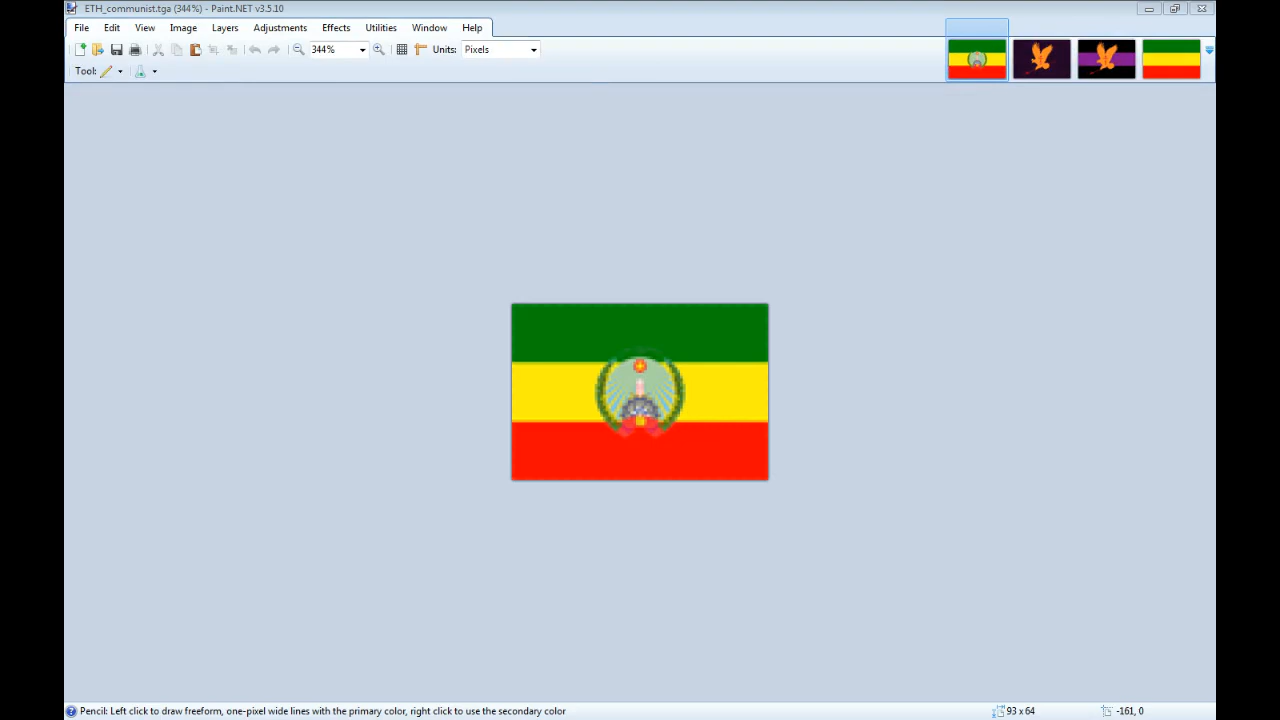 ETH_communist.tga (344%) - Paint.NET v3.5.10
File Edit View Image Layers Adjustments Effects Utilities Window Help
344% Units: Pixels
Tool:
Pencil: Left click to draw freeform, one-pixel wide lines with the primary color, right click to use the secondary color 93 x 64 -161, 0